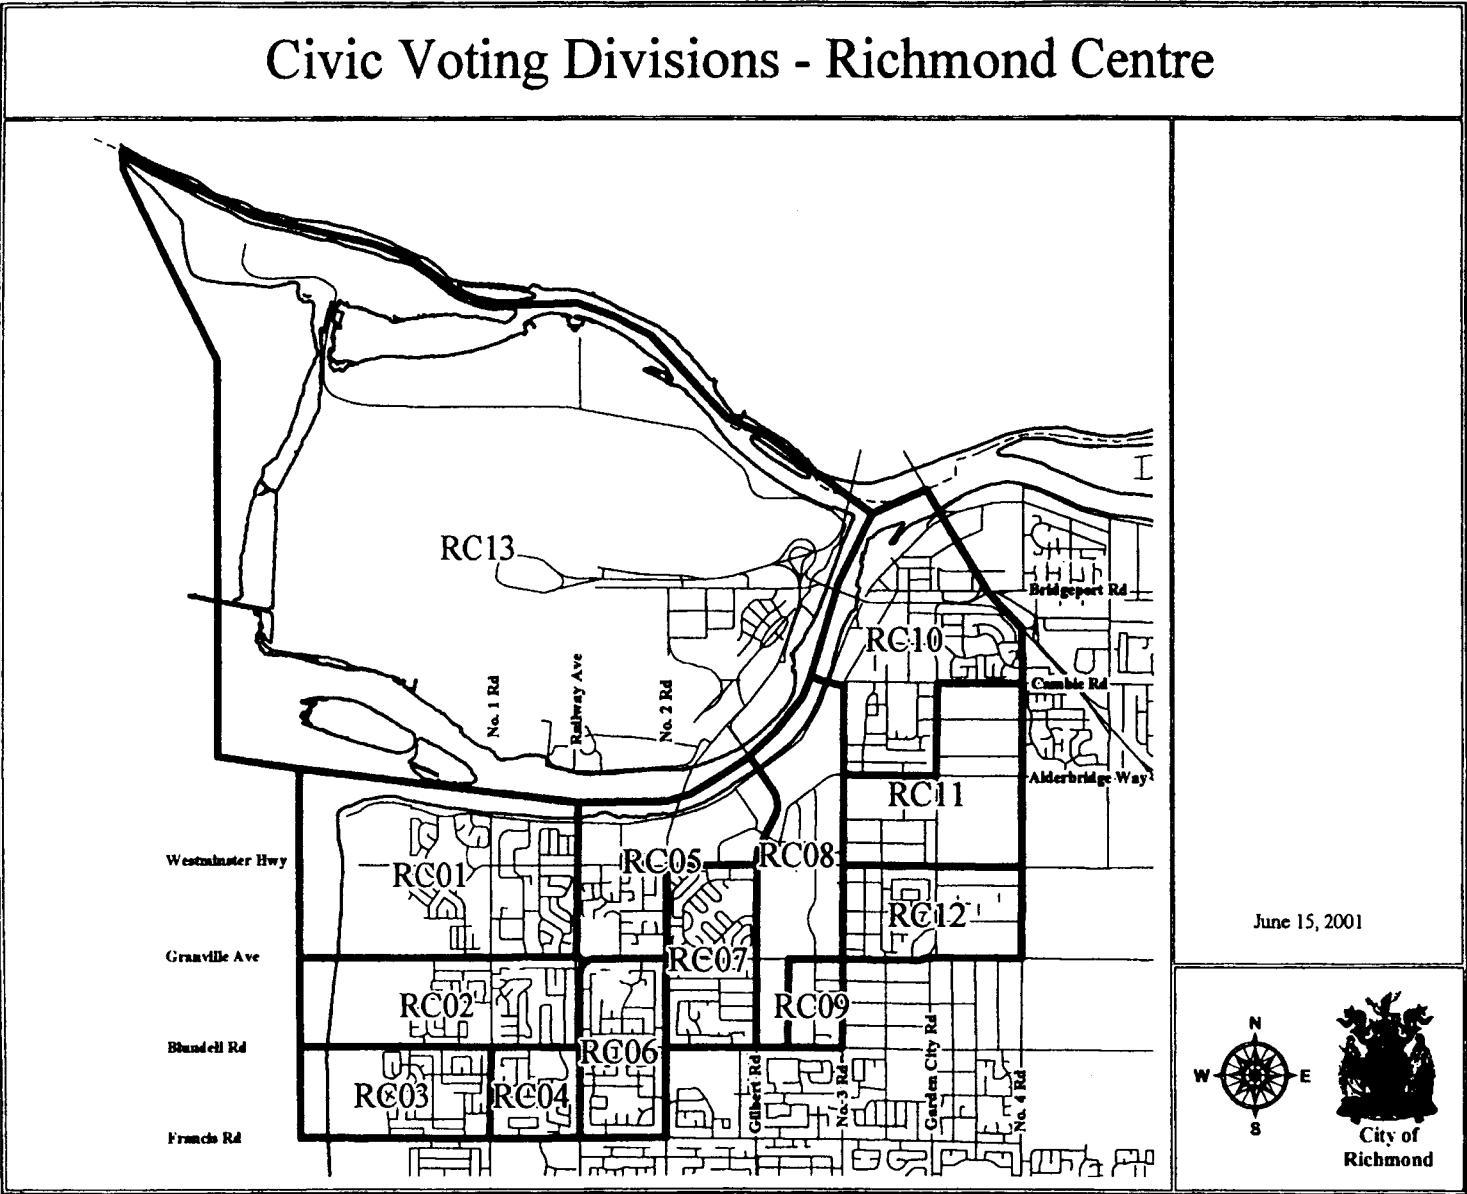 Civic Voting Divisions - Richmond Centre
RC13
Bridgeport Rd
RC10
No. 1 Rd
Railway Ave
No. 2 Rd
Cambie Rd
Alderbridge Way
RC11
Westminster Hwy
RC01
RC05
RC08
RC12
June 15, 2001
Granville Ave
RC07
RC02
RC09
Blundell Rd
RC06
RC03
RC04
Gilbert Rd
No. 3 Rd
Garden City Rd
No. 4 Rd
Francis Rd
N
W
E
S
City of
Richmond